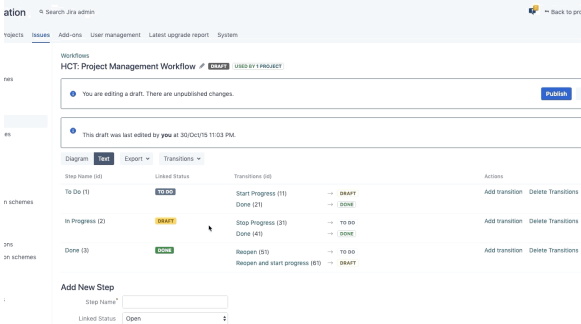 ation Search Jira admin Back to pro
Projects Issues Add-ons User management Latest upgrade report System
Workflows
HCT: Project Management Workflow DRAFT USED BY 1 PROJECT
nes
You are editing a draft. There are unpublished changes. Publish
es
This draft was last edited by you at 30/Oct/15 11:03 PM.
Diagram Text Export Transitions
Step Name (id) Linked Status Transitions (id) Actions
To Do (1) TO DO Start Progress (11) → DRAFT Add transition Delete Transitions
Done (21) → DONE
n schemes
In Progress (2) DRAFT Stop Progress (31) → TO DO Add transition Delete Transitions
Done (41) → DONE
ons
Done (3) DONE Reopen (51) → TO DO Add transition Delete Transitions
on schemes
Reopen and start progress (61) → DRAFT
Add New Step
Step Name*
Linked Status Open